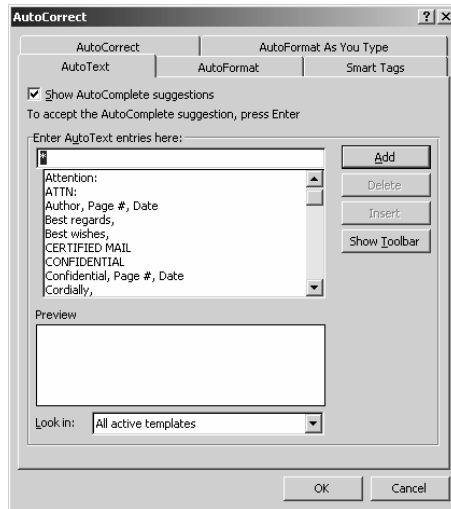 AutoCorrect
AutoCorrect AutoFormat As You Type
AutoText AutoFormat Smart Tags
Show AutoComplete suggestions
To accept the AutoComplete suggestion, press Enter
Enter AutoText entries here:
*
Add
Attention:
ATTN:
Author, Page #, Date
Best regards,
Best wishes,
CERTIFIED MAIL
CONFIDENTIAL
Confidential, Page #, Date
Cordially,
Delete
Insert
Show Toolbar
Preview
Look in: All active templates
OK Cancel